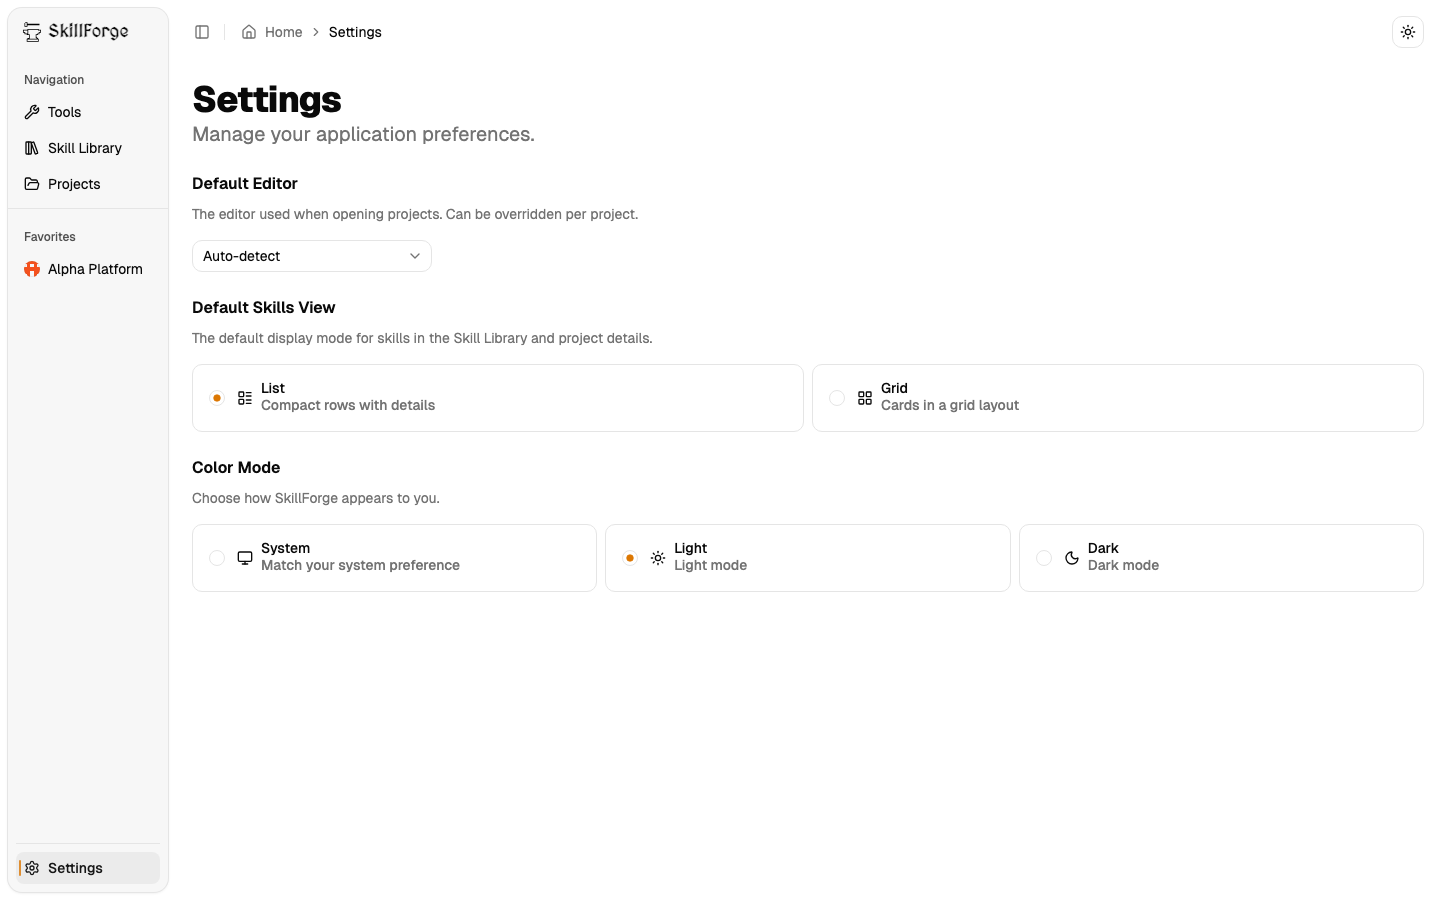 SkillForge
Navigation
Tools
Skill Library
Projects
Favorites
Alpha Platform
Settings
Home
Settings
Settings
Manage your application preferences.
Default Editor
The editor used when opening projects. Can be overridden per project.
Auto-detect
Default Skills View
The default display mode for skills in the Skill Library and project details.
List
Compact rows with details
Grid
Cards in a grid layout
Color Mode
Choose how SkillForge appears to you.
System
Match your system preference
Light
Light mode
Dark
Dark mode